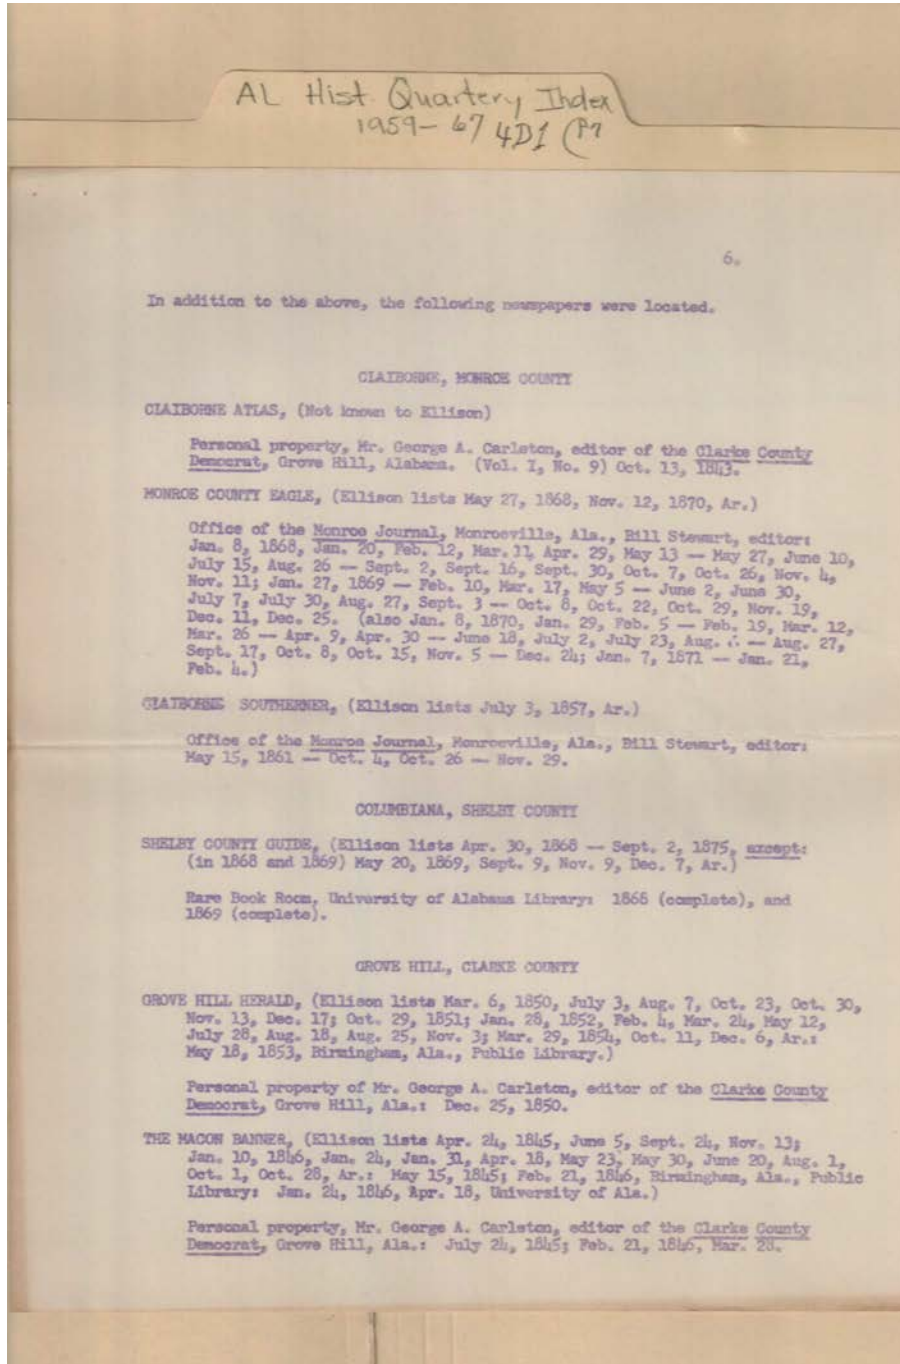 AL Hist. Quartery Index
1959-67 4D1 (P7
6.
In addition to the above, the following newspapers were located.
CLAIBORNE, MONROE COUNTY
CLAIBORNE ATLAS, (Not known to Ellison)
Personal property, Mr. George A. Carleton, editor of the Clarke County
Democrat, Grove Hill, Alabama. (Vol. I, No. 9) Oct. 13, 1843.
MONROE COUNTY EAGLE, (Ellison lists May 27, 1868, Nov. 12, 1870, Ar.)
Office of the Monroe Journal, Monroeville, Ala., Bill Stewart, editor:
Jan. 8, 1868, Jan. 20, Feb. 12, Mar. 11, Apr. 29, May 13 -- May 27, June 10,
July 15, Aug. 26 -- Sept. 2, Sept. 16, Sept. 30, Oct. 7, Oct. 26, Nov. 4,
Nov. 11; Jan. 27, 1869 -- Feb. 10, Mar. 17, May 5 -- June 2, June 30,
July 7, July 30, Aug. 27, Sept. 3 -- Oct. 8, Oct. 22, Oct. 29, Nov. 19,
Dec. 11, Dec. 25. (also Jan. 8, 1870, Jan. 29, Feb. 5 -- Feb. 19, Mar. 12,
Mar. 26 -- Apr. 9, Apr. 30 -- June 18, July 2, July 23, Aug. -- Aug. 27,
Sept. 17, Oct. 8, Oct. 15, Nov. 5 -- Dec. 24; Jan. 7, 1871 -- Jan. 21,
Feb. 4.)
CLAIBORNE SOUTHERNER, (Ellison lists July 3, 1857, Ar.)
Office of the Monroe Journal, Monroeville, Ala., Bill Stewart, editor:
May 15, 1861 -- Oct. 4, Oct. 26 -- Nov. 29.
COLUMBIANA, SHELBY COUNTY
SHELBY COUNTY GUIDE, (Ellison lists Apr. 30, 1868 -- Sept. 2, 1875, except:
(in 1868 and 1869) May 20, 1869, Sept. 9, Nov. 9, Dec. 7, Ar.)
Rare Book Room, University of Alabama Library: 1868 (complete), and
1869 (complete).
GROVE HILL, CLARKE COUNTY
GROVE HILL HERALD, (Ellison lists Mar. 6, 1850, July 3, Aug. 7, Oct. 23, Oct. 30,
Nov. 13, Dec. 17; Oct. 29, 1851; Jan. 28, 1852, Feb. 4, Mar. 24, May 12,
July 28, Aug. 18, Aug. 25, Nov. 3; Mar. 29, 1854, Oct. 11, Dec. 6, Ar.:
May 18, 1853, Birmingham, Ala., Public Library.)
Personal property of Mr. George A. Carleton, editor of the Clarke County
Democrat, Grove Hill, Ala.: Dec. 25, 1850.
THE MACON BANNER, (Ellison lists Apr. 24, 1845, June 5, Sept. 24, Nov. 13;
Jan. 10, 1846, Jan. 24, Jan. 31, Apr. 18, May 23, May 30, June 20, Aug. 1,
Oct. 1, Oct. 28, Ar.: May 15, 1845; Feb. 21, 1846, Birmingham, Ala., Public
Library: Jan. 24, 1846, Apr. 18, University of Ala.)
Personal property, Mr. George A. Carleton, editor of the Clarke County
Democrat, Grove Hill, Ala.: July 24, 1845; Feb. 21, 1846, Mar. 28.